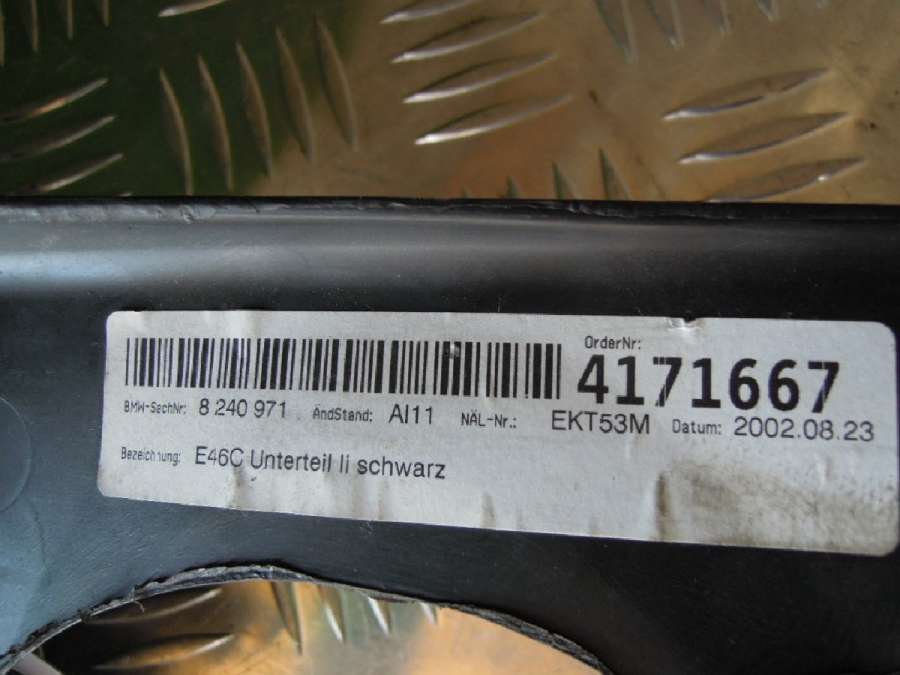 OrderNr:
4171667
BMW-SachNr: 8 240 971 ÄndStand: AI11 NÄL-Nr.: EKT53M Datum: 2002.08.23
Bezeichnung: E46C Unterteil li schwarz